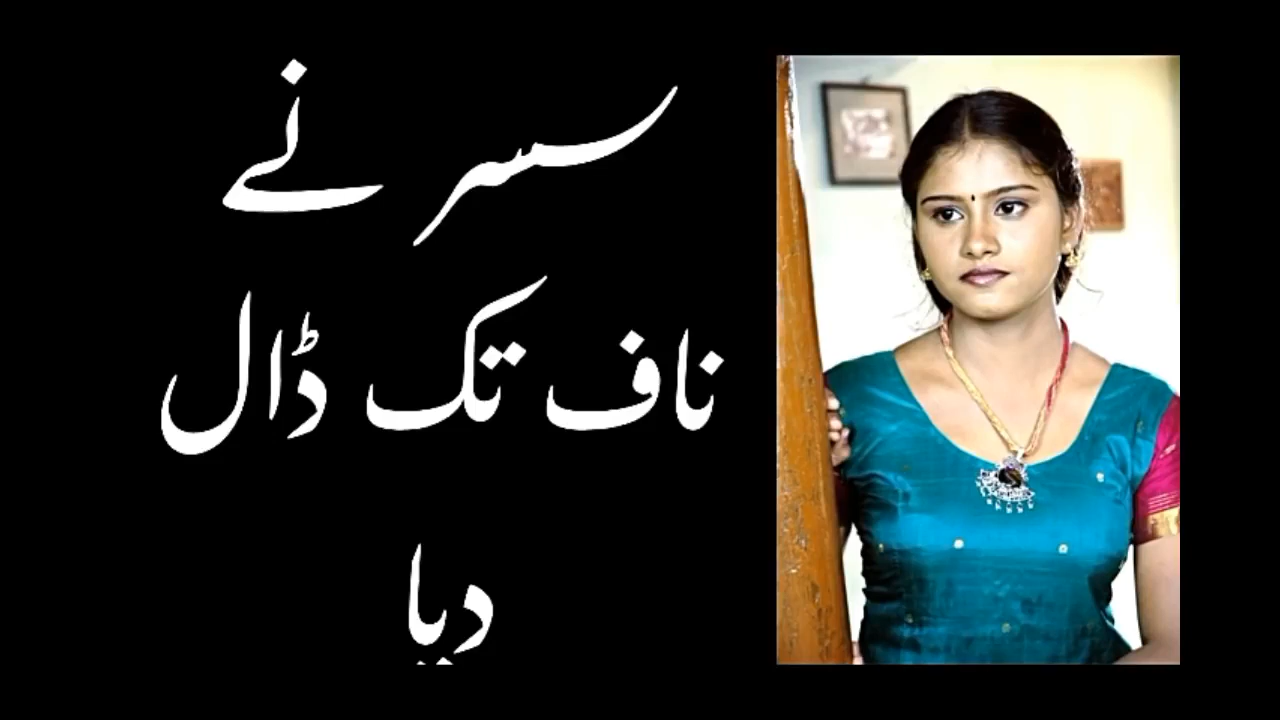 سسر نے
ناف تک ڈال
دیا